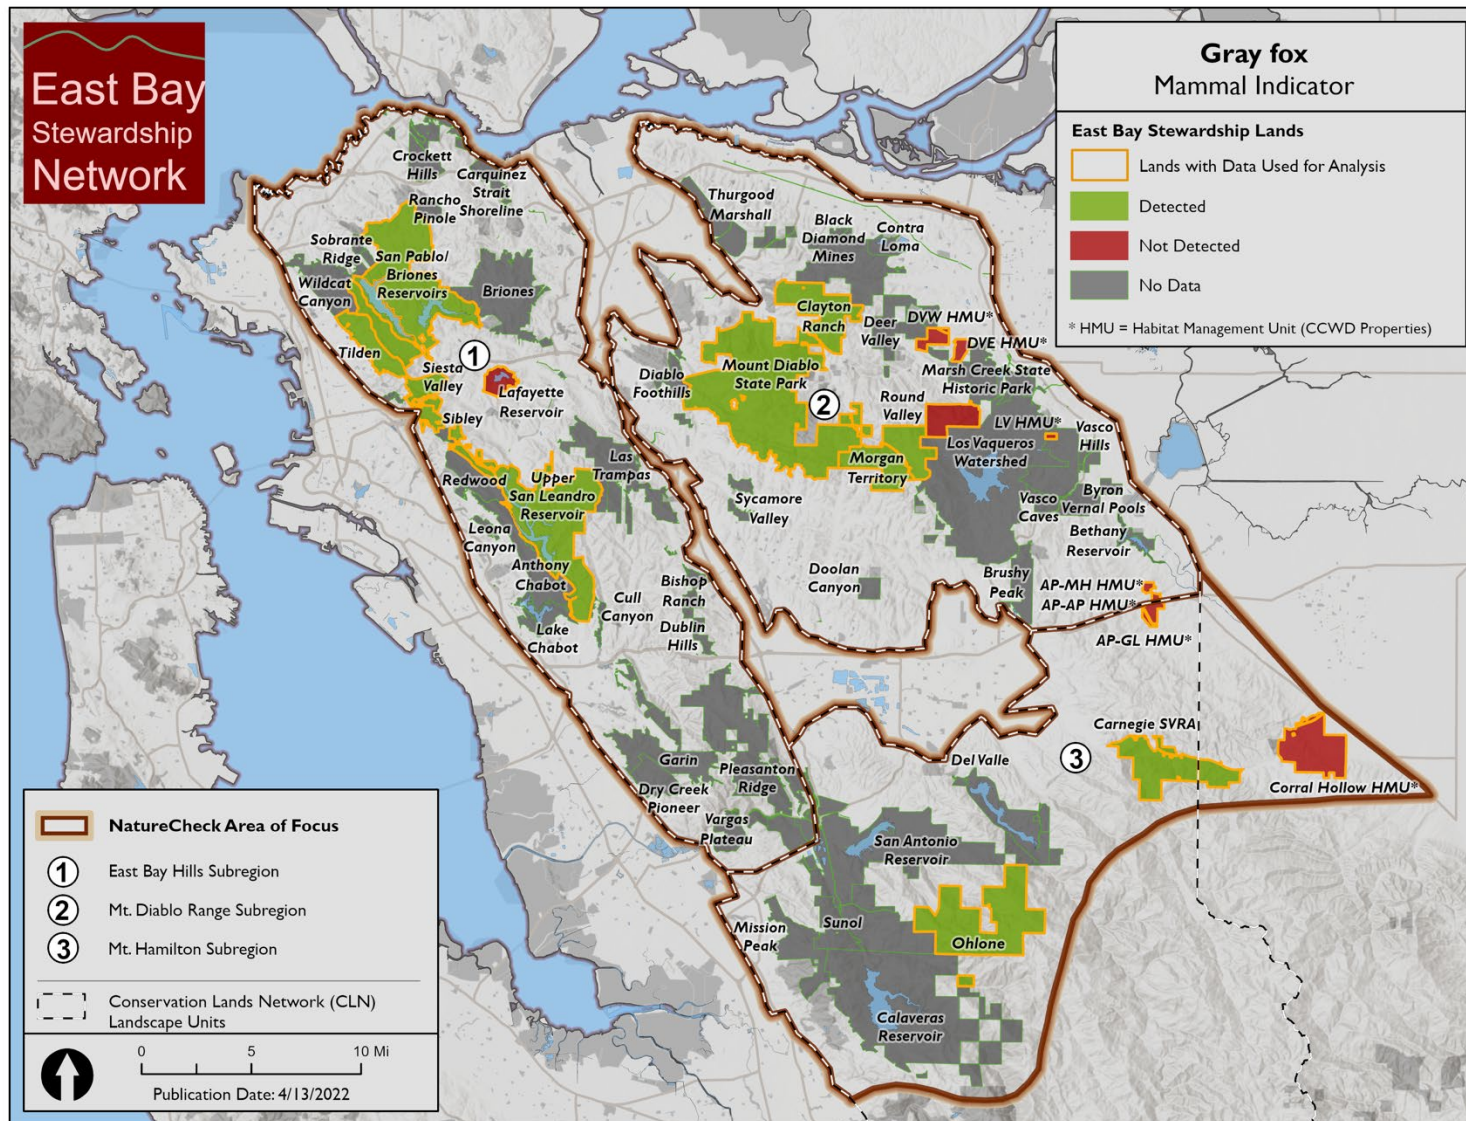 East Bay
Stewardship
Network
Gray fox
Mammal Indicator
East Bay Stewardship Lands
Lands with Data Used for Analysis
Detected
Not Detected
No Data
* HMU = Habitat Management Unit (CCWD Properties)
Crockett
Hills
Carquinez
Strait
Shoreline
Rancho
Pinole
Sobrante
Ridge
San Pablo/
Briones
Reservoirs
Wildcat
Canyon
Briones
Tilden
Siesta
Valley
1
Lafayette
Reservoir
Sibley
Redwood
Upper
San Leandro
Reservoir
Las
Trampas
Leona
Canyon
Anthony
Chabot
Lake
Chabot
Cull
Canyon
Bishop
Ranch
Dublin
Hills
Garin
Dry Creek
Pioneer
Pleasanton
Ridge
Vargas
Plateau
Thurgood
Marshall
Black
Diamond
Mines
Contra
Loma
Clayton
Ranch
Deer
Valley
DVW HMU*
DVE HMU*
Mount Diablo
State Park
Marsh Creek State
Historic Park
Diablo
Foothills
2
Round
Valley
LV HMU*
Los Vaqueros
Watershed
Vasco
Hills
Morgan
Territory
Sycamore
Valley
Vasco
Caves
Byron
Vernal Pools
Bethany
Reservoir
Doolan
Canyon
Brushy
Peak
AP-MH HMU*
AP-AP HMU*
AP-GL HMU*
3
Carnegie SVRA
Corral Hollow HMU*
Del Valle
San Antonio
Reservoir
Mission
Peak
Sunol
Ohlone
Calaveras
Reservoir
NatureCheck Area of Focus
1 East Bay Hills Subregion
2 Mt. Diablo Range Subregion
3 Mt. Hamilton Subregion
Conservation Lands Network (CLN)
Landscape Units
0 5 10 Mi
Publication Date: 4/13/2022